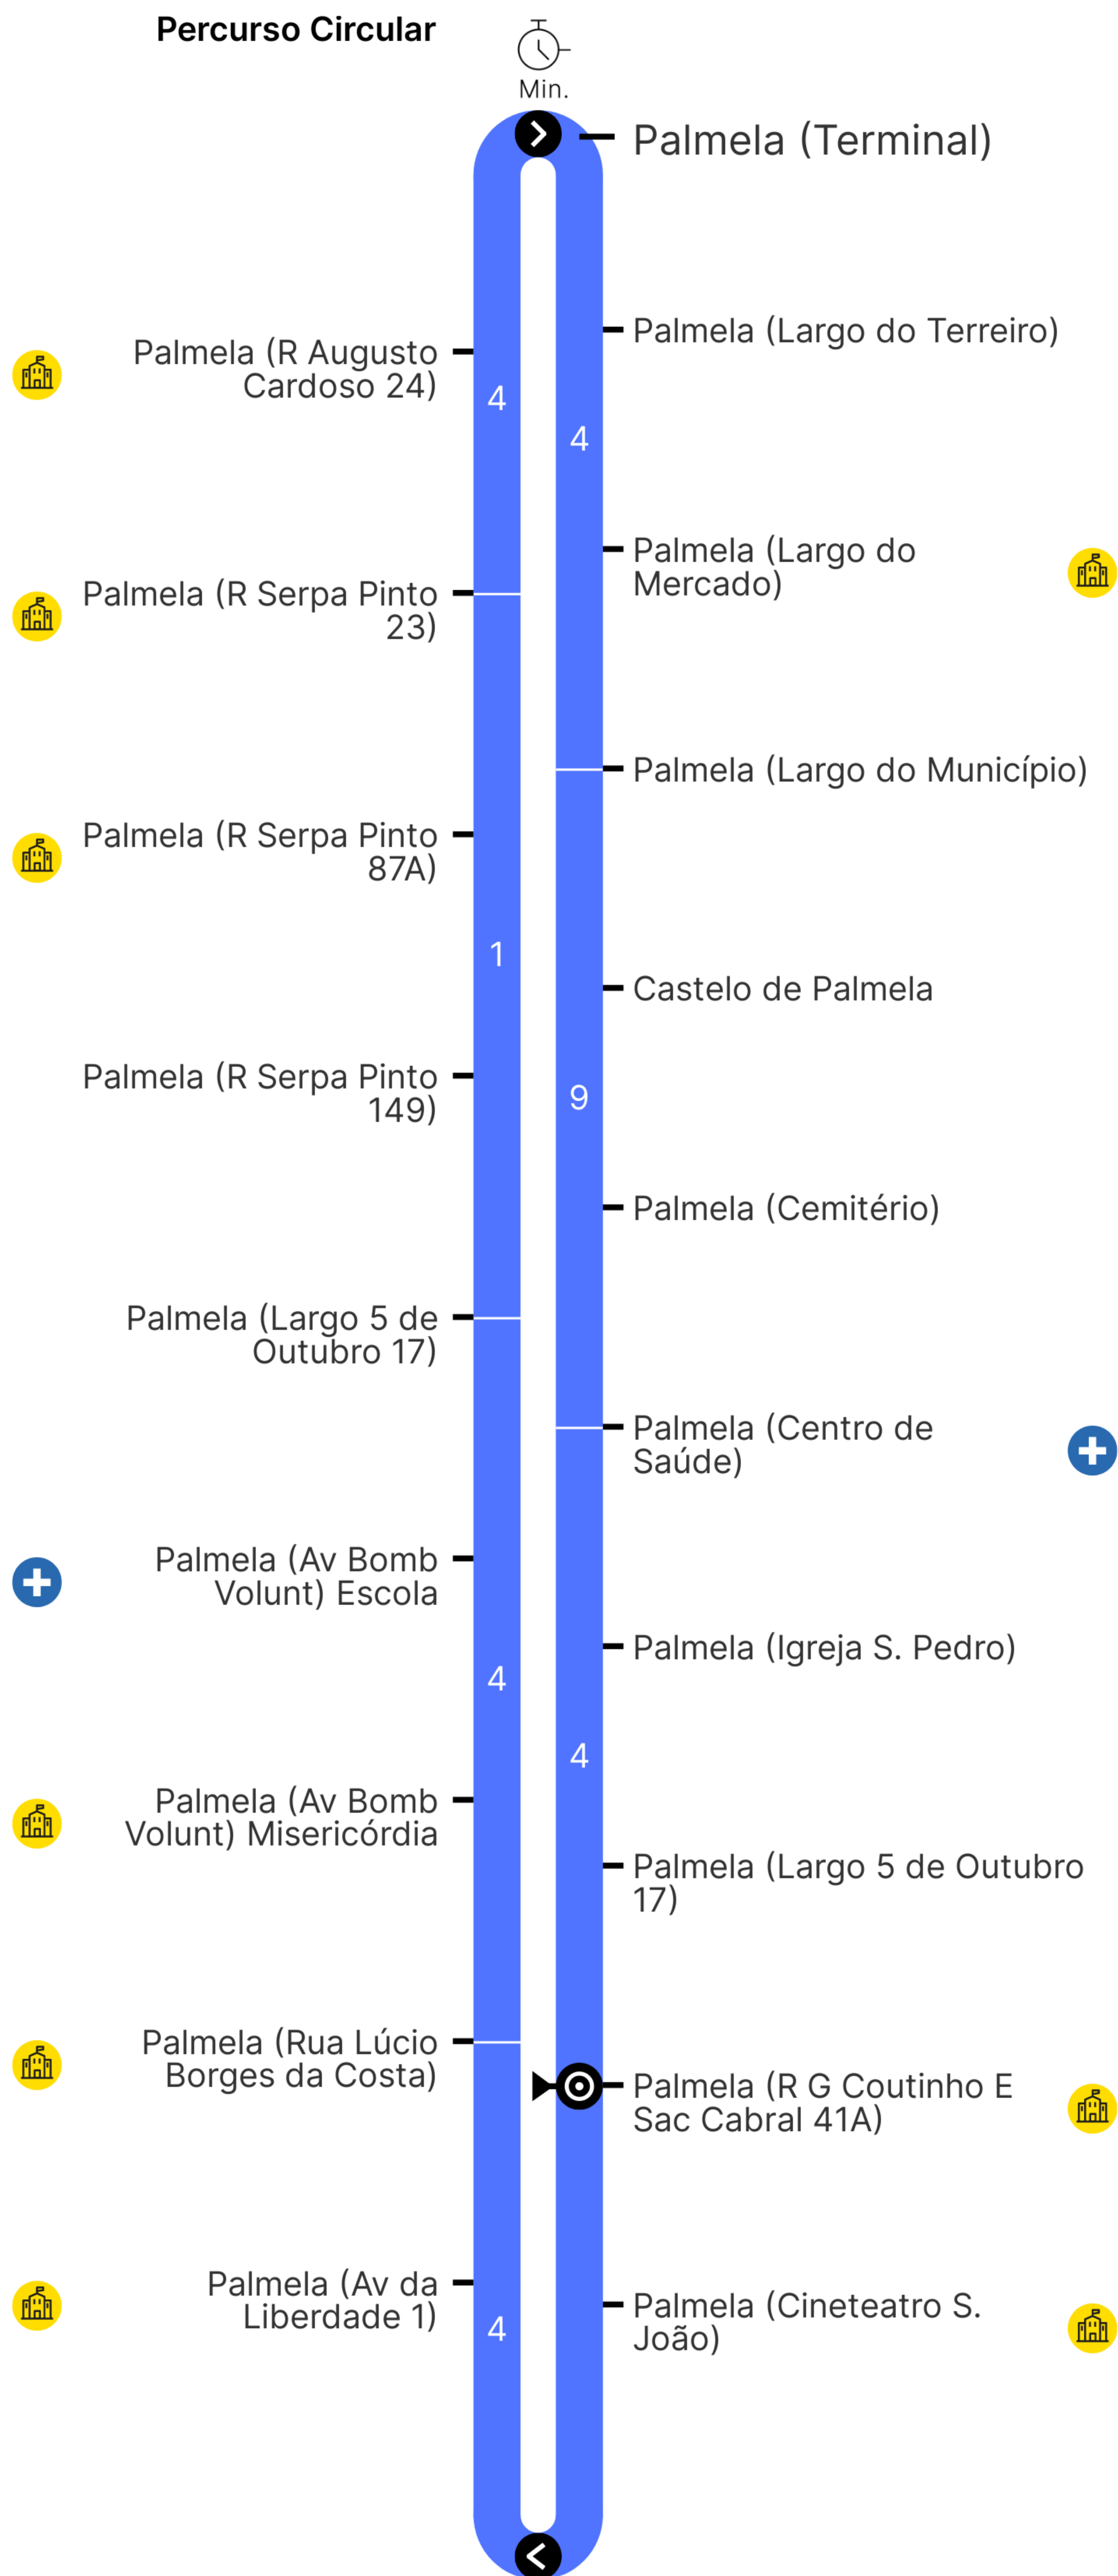 Percurso Circular
Min.
Palmela (Terminal)
Palmela (Largo do Terreiro)
Palmela (R Augusto
Cardoso 24)
4
4
Palmela (Largo do
Mercado)
Palmela (R Serpa Pinto
23)
Palmela (Largo do Município)
Palmela (R Serpa Pinto
87A)
1
Castelo de Palmela
Palmela (R Serpa Pinto
149)
9
Palmela (Cemitério)
Palmela (Largo 5 de
Outubro 17)
Palmela (Centro de
Saúde)
Palmela (Av Bomb
Volunt) Escola
Palmela (Igreja S. Pedro)
4
4
Palmela (Av Bomb
Volunt) Misericórdia
Palmela (Largo 5 de Outubro
17)
Palmela (Rua Lúcio
Borges da Costa)
Palmela (R G Coutinho E
Sac Cabral 41A)
Palmela (Av da
Liberdade 1)
4
Palmela (Cineteatro S.
João)